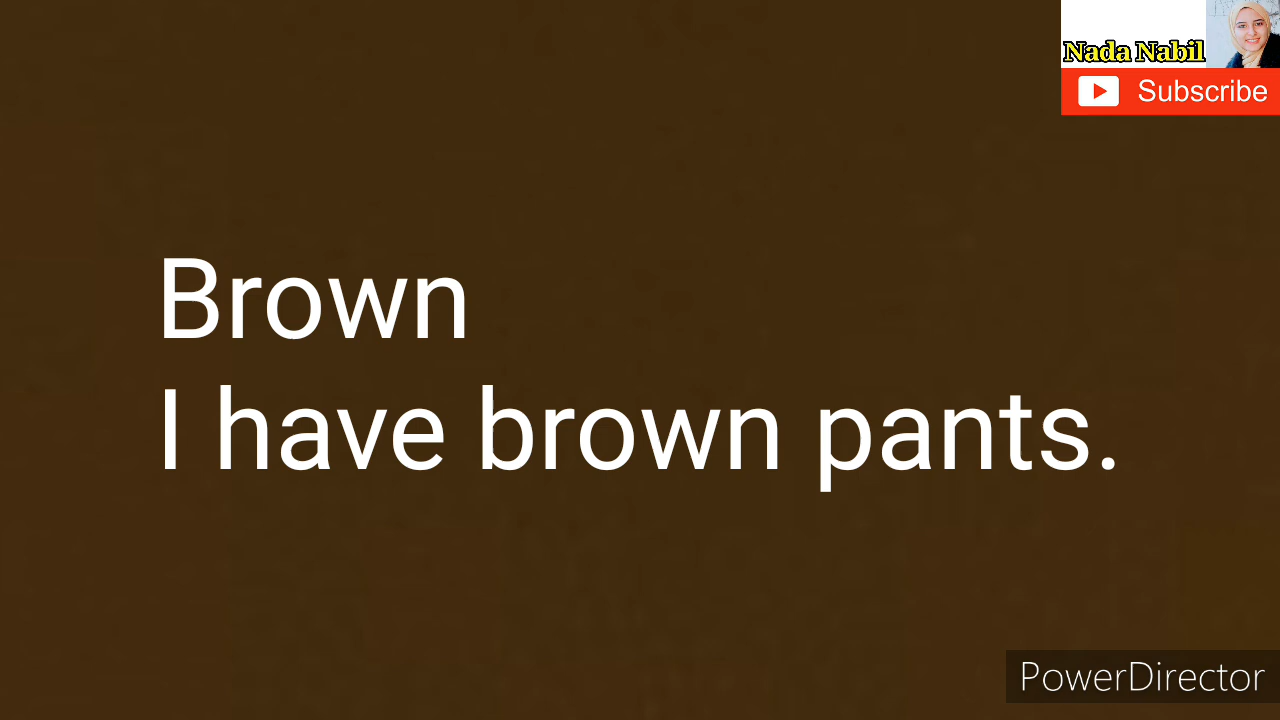 Nada Nabil
Subscribe
Brown
I have brown pants.
PowerDirector